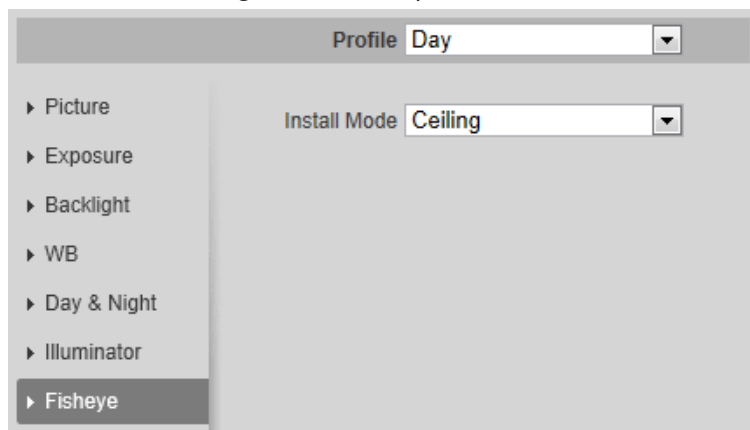 Profile Day
Picture
Install Mode Ceiling
Exposure
Backlight
WB
Day & Night
Illuminator
Fisheye